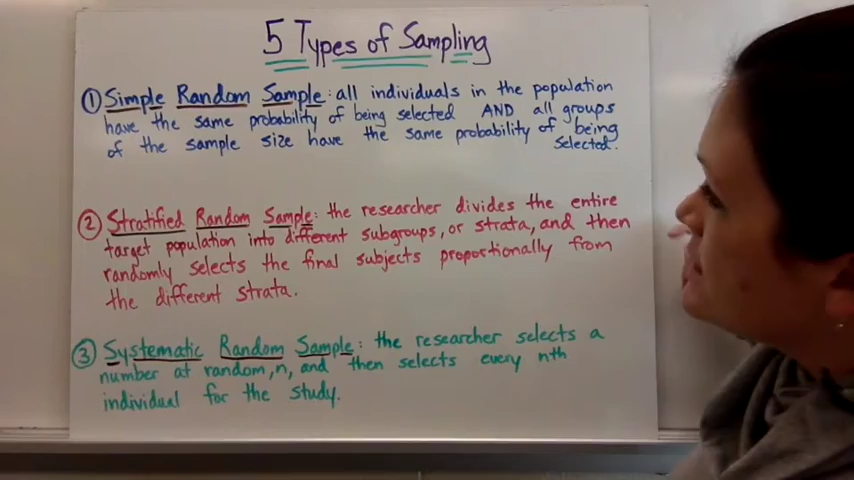 5 Types of Sampling
① Simple Random Sample: all individuals in the population
have the same probability of being selected AND all groups
of the sample size have the same probability of being
selected.
② Stratified Random Sample: the researcher divides the entire
target population into different subgroups, or strata, and then
randomly selects the final subjects proportionally from
the different strata.
③ Systematic Random Sample: the researcher selects a
number at random, n, and then selects every nth
individual for the study.